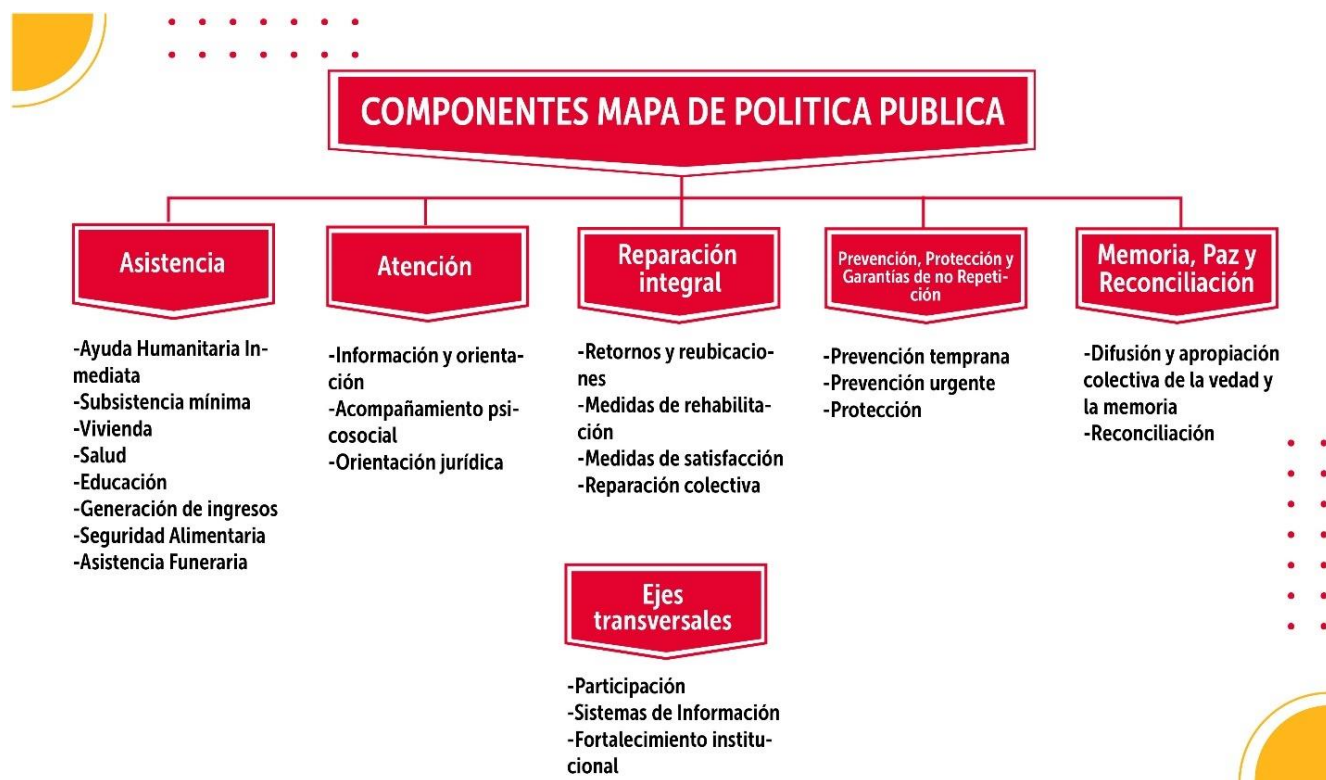 COMPONENTES MAPA DE POLITICA PUBLICA
Asistencia
-Ayuda Humanitaria In-
mediata
-Subsistencia mínima
-Vivienda
-Salud
-Educación
-Generación de ingresos
-Seguridad Alimentaria
-Asistencia Funeraria
Atención
-Información y orienta-
ción
-Acompañamiento psi-
cosocial
-Orientación jurídica
Reparación
integral
-Retornos y reubicacio-
nes
-Medidas de rehabilita-
ción
-Medidas de satisfacción
-Reparación colectiva
Prevención, Protección y
Garantías de no Repeti-
ción
-Prevención temprana
-Prevención urgente
-Protección
Memoria, Paz y
Reconciliación
-Difusión y apropiación
colectiva de la vedad y
la memoria
-Reconciliación
Ejes
transversales
-Participación
-Sistemas de Información
-Fortalecimiento institu-
cional